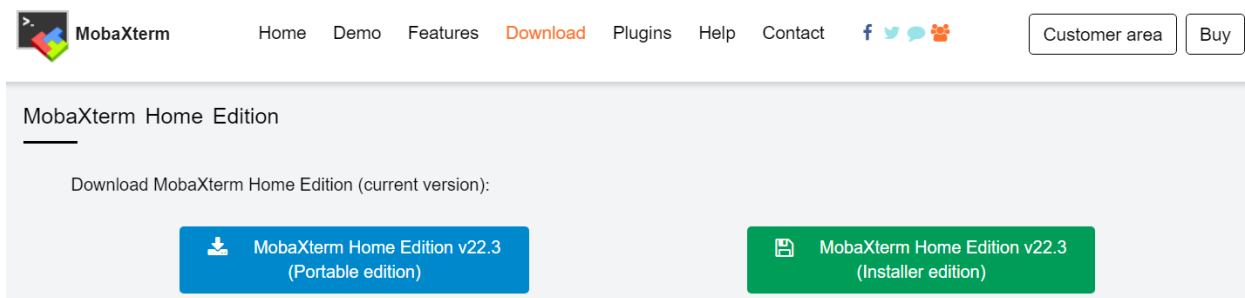 MobaXterm Home Demo Features Download Plugins Help Contact Customer area Buy
MobaXterm Home Edition
Download MobaXterm Home Edition (current version):
MobaXterm Home Edition v22.3
(Portable edition)
MobaXterm Home Edition v22.3
(Installer edition)